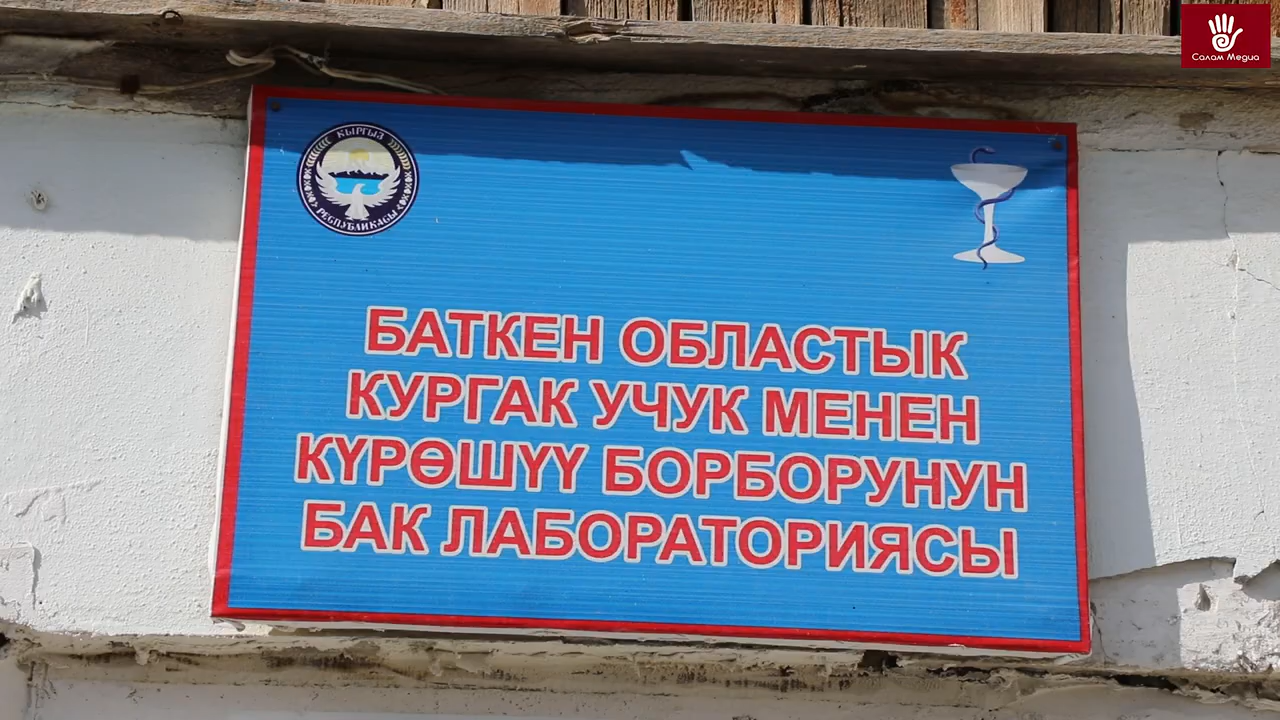 Салам Медиа
КЫРГЫЗ
РЕСПУБЛИКАСЫ
БАТКЕН ОБЛАСТЫК
КУРГАК УЧУК МЕНЕН
КҮРӨШҮҮ БОРБОРУНУН
БАК ЛАБОРАТОРИЯСЫ